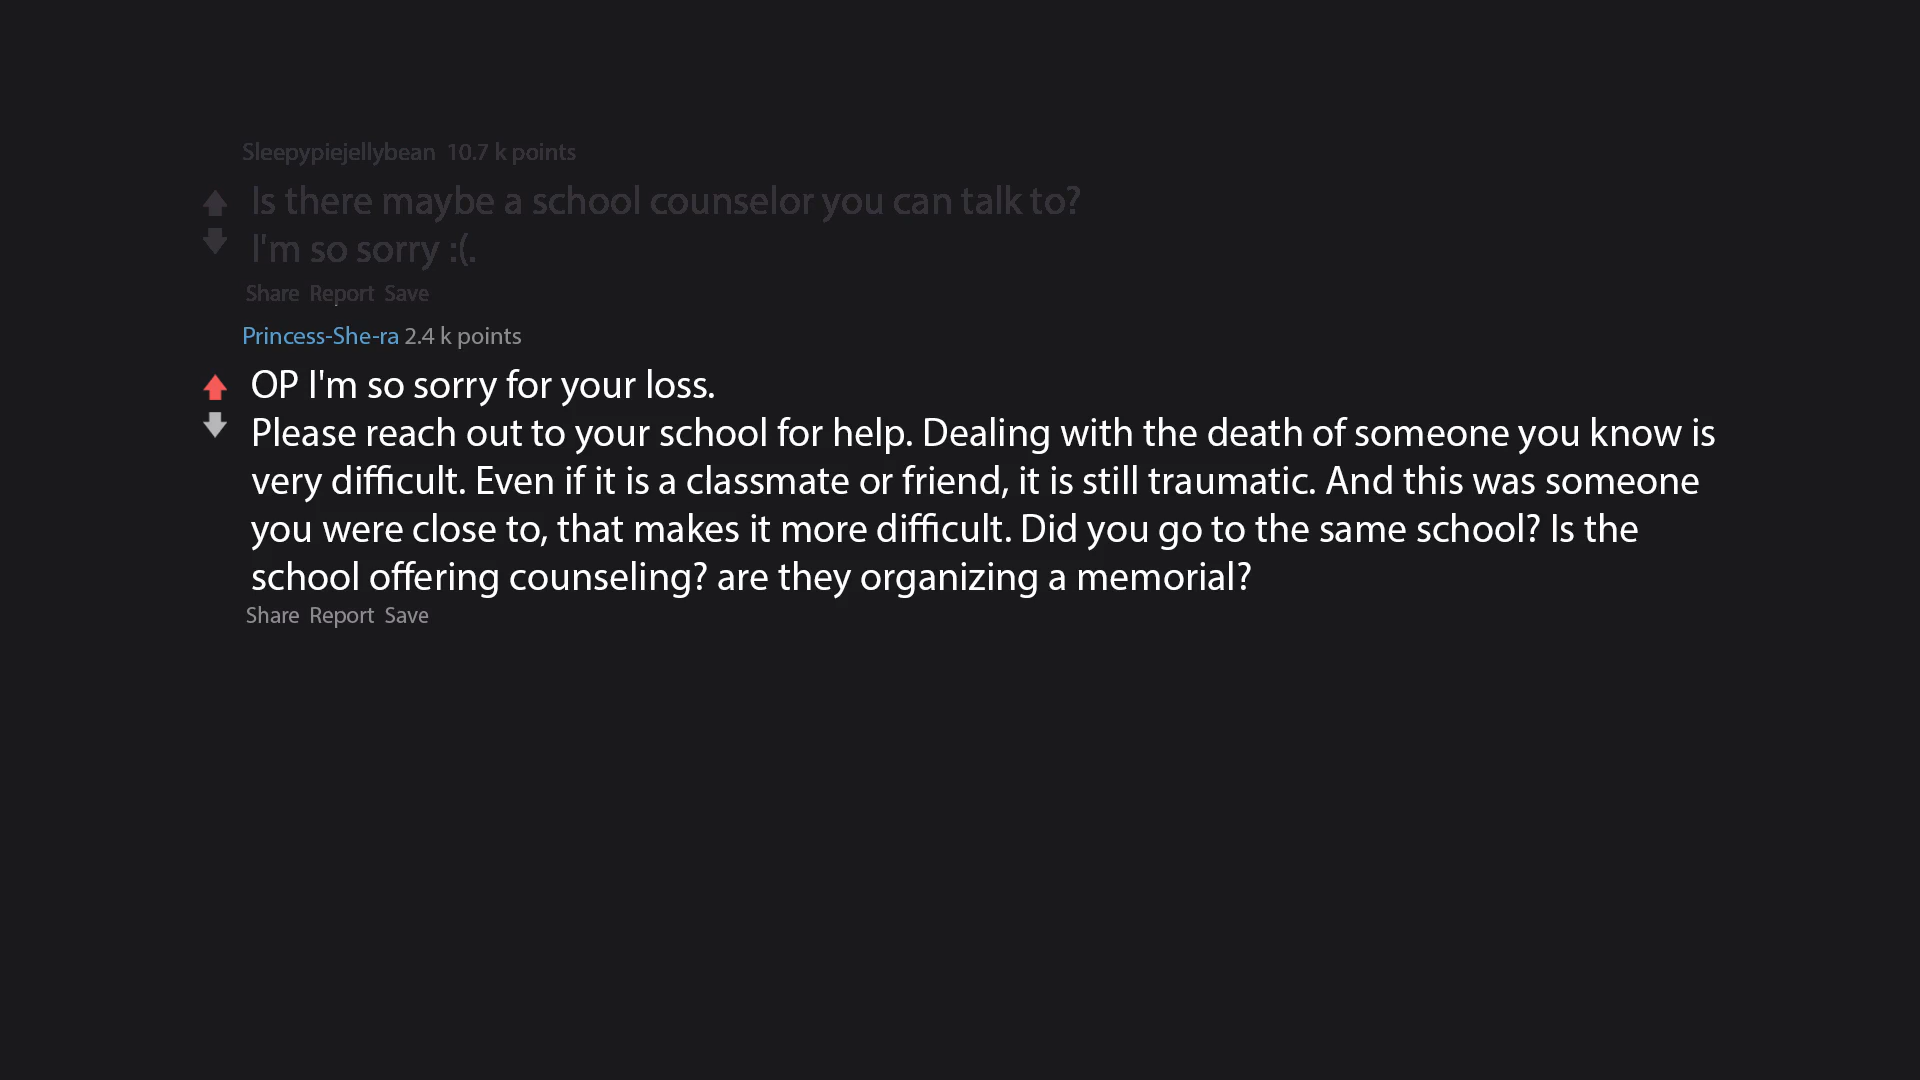 Sleepypiejellybean 10.7 k points
Is there maybe a school counselor you can talk to?
I'm so sorry :(.
Share Report Save
Princess-She-ra 2.4 k points
OP I'm so sorry for your loss.
Please reach out to your school for help. Dealing with the death of someone you know is
very difficult. Even if it is a classmate or friend, it is still traumatic. And this was someone
you were close to, that makes it more difficult. Did you go to the same school? Is the
school offering counseling? are they organizing a memorial?
Share Report Save